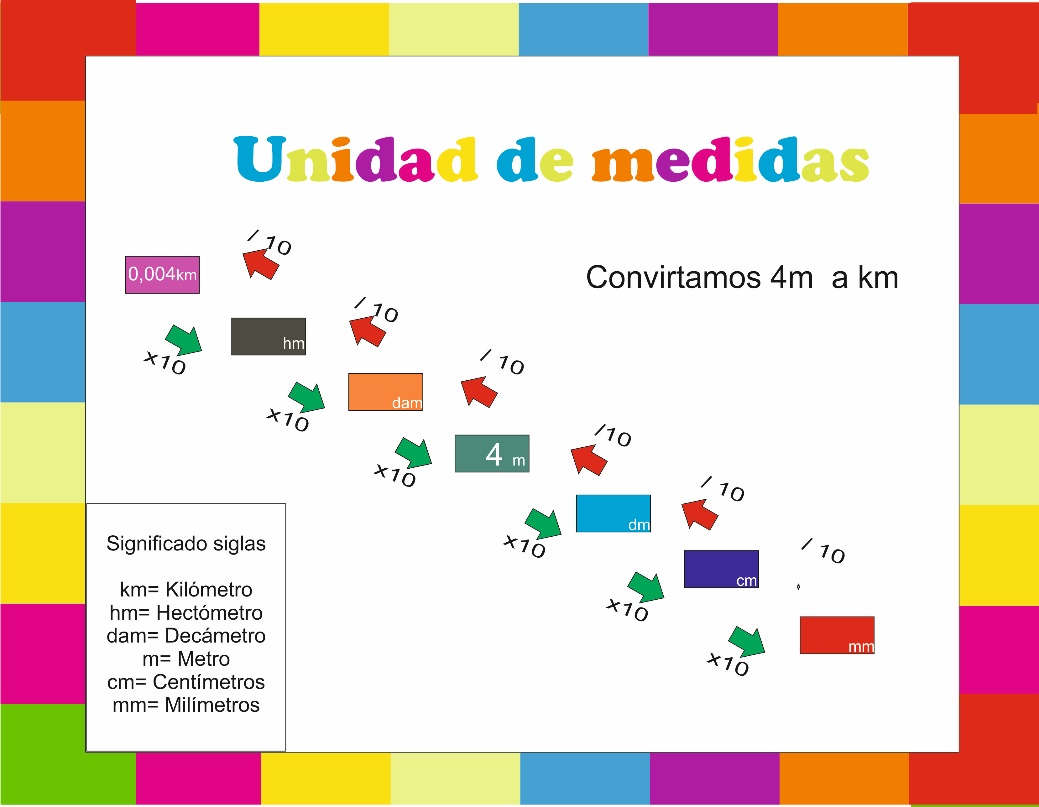 Unidad de medidas
Convirtamos 4m a km
/ 10
0,004km
x10
/ 10
hm
x10
/ 10
dam
x10
/10
4 m
x10
/ 10
dm
x10
/ 10
cm
x10
mm
Significado siglas
km= Kilómetro
hm= Hectómetro
dam= Decámetro
m= Metro
cm= Centímetros
mm= Milímetros